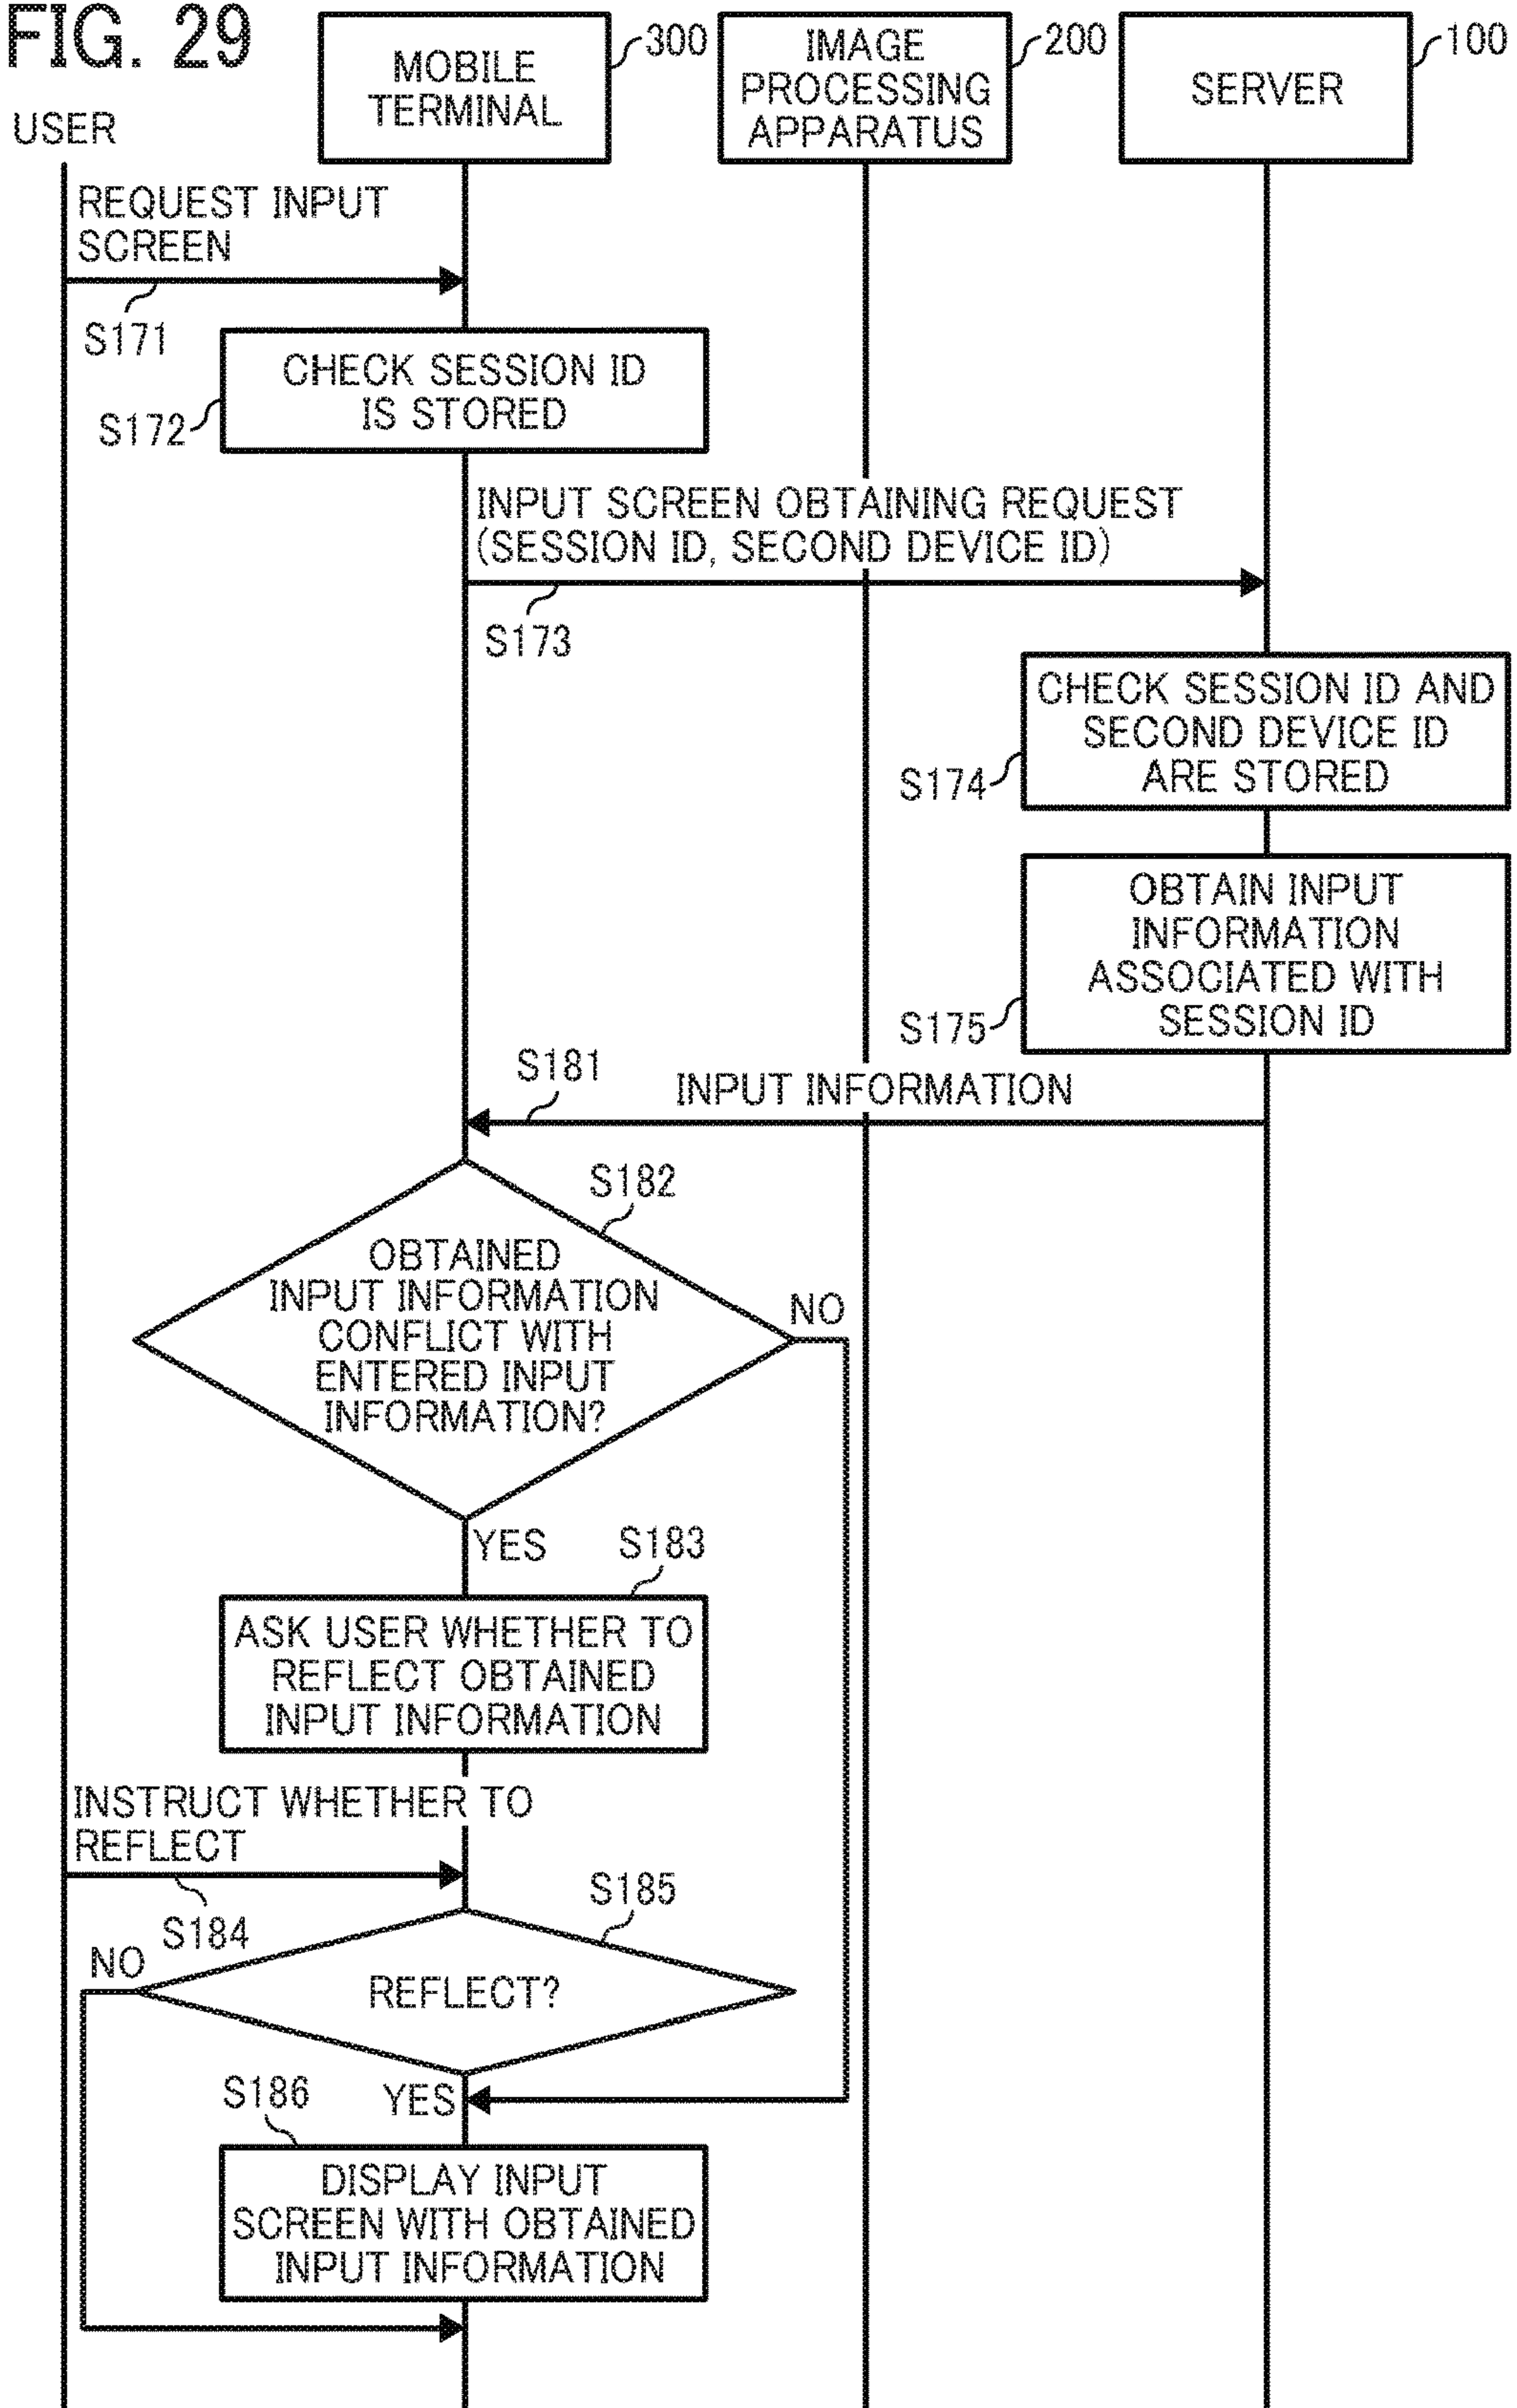 FIG. 29
USER
MOBILE
TERMINAL
300
IMAGE
PROCESSING
APPARATUS
200
SERVER
100
REQUEST INPUT
SCREEN
S171
CHECK SESSION ID
IS STORED
S172
INPUT SCREEN OBTAINING REQUEST
(SESSION ID, SECOND DEVICE ID)
S173
CHECK SESSION ID AND
SECOND DEVICE ID
ARE STORED
S174
OBTAIN INPUT
INFORMATION
ASSOCIATED WITH
SESSION ID
S175
S181
INPUT INFORMATION
S182
OBTAINED
INPUT INFORMATION
CONFLICT WITH
ENTERED INPUT
INFORMATION?
NO
YES
S183
ASK USER WHETHER TO
REFLECT OBTAINED
INPUT INFORMATION
INSTRUCT WHETHER TO
REFLECT
S184
S185
NO
REFLECT?
YES
S186
DISPLAY INPUT
SCREEN WITH OBTAINED
INPUT INFORMATION